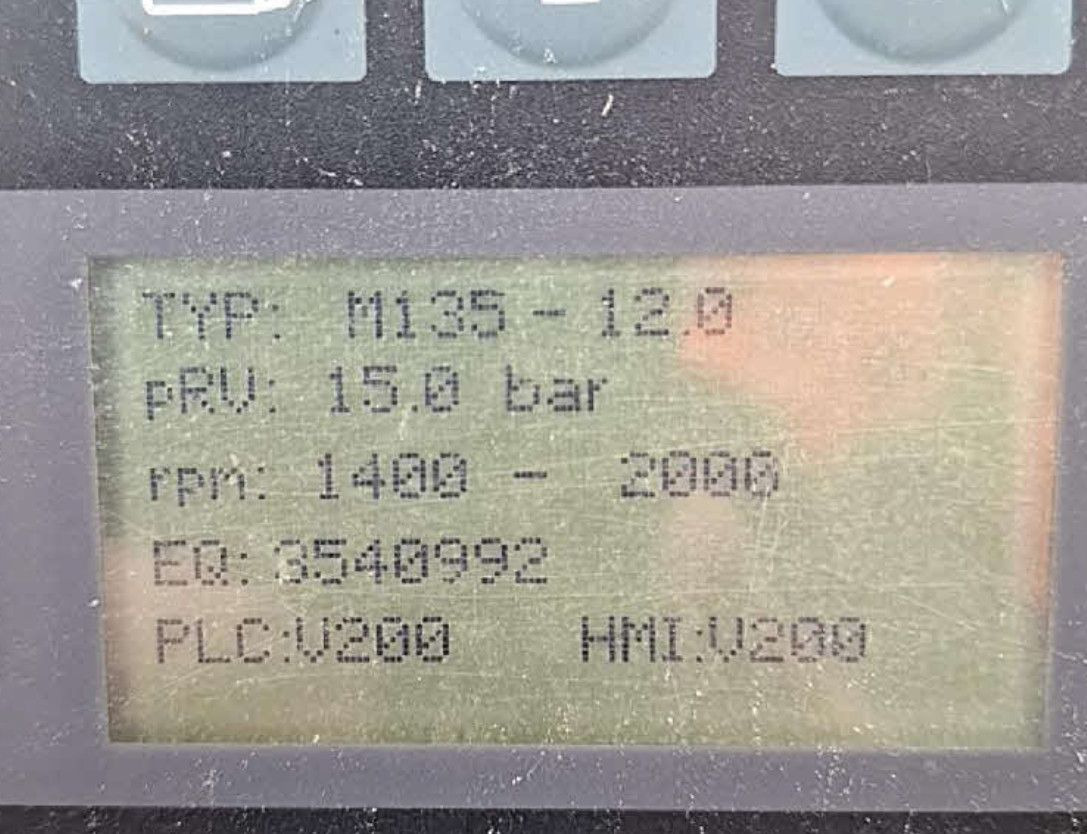 TYP: M135 - 12.0
pRV: 15.0 bar
rpm: 1400 - 2000
EQ: 3540992
PLC:V200 HMI:V200